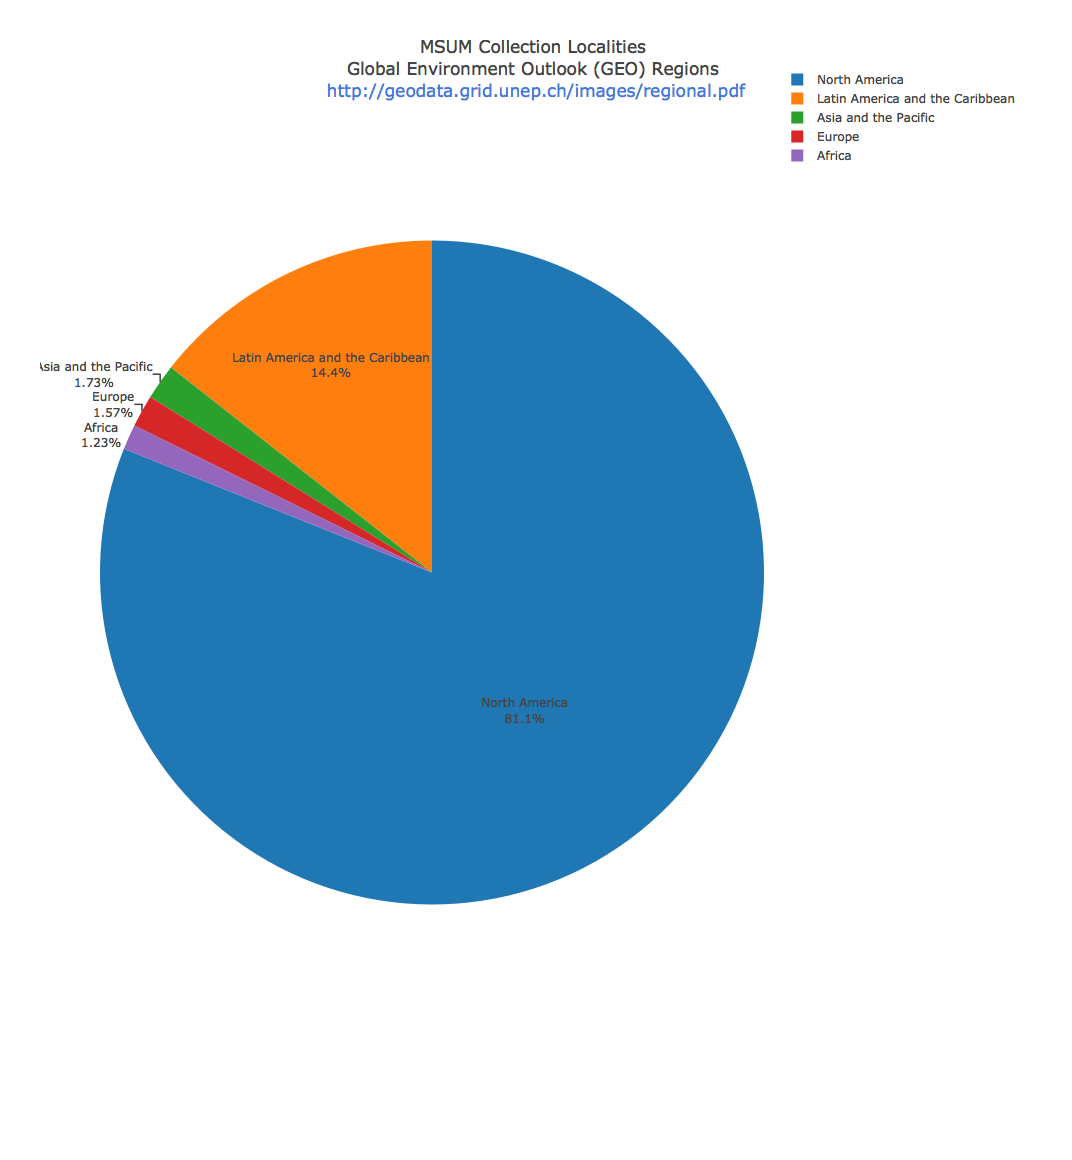 MSUM Collection Localities
Global Environment Outlook (GEO) Regions
http://geodata.grid.unep.ch/images/regional.pdf
North America
Latin America and the Caribbean
Asia and the Pacific
Europe
Africa
Latin America and the Caribbean
14.4%
Asia and the Pacific
1.73%
Europe
1.57%
Africa
1.23%
North America
81.1%